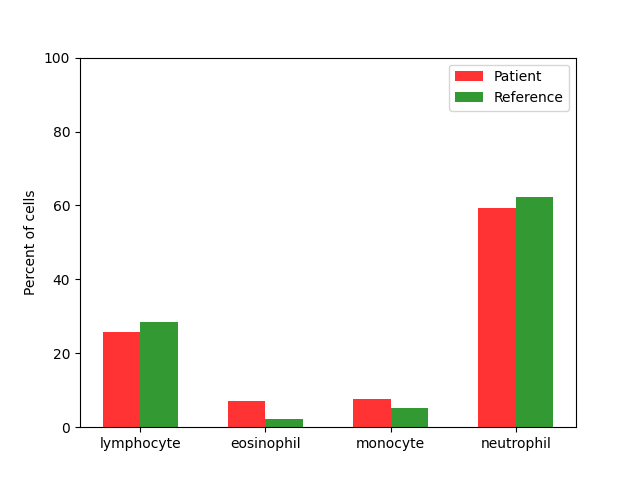 100
80
60
40
20
0
Percent of cells
Patient
Reference
lymphocyte eosinophil monocyte neutrophil